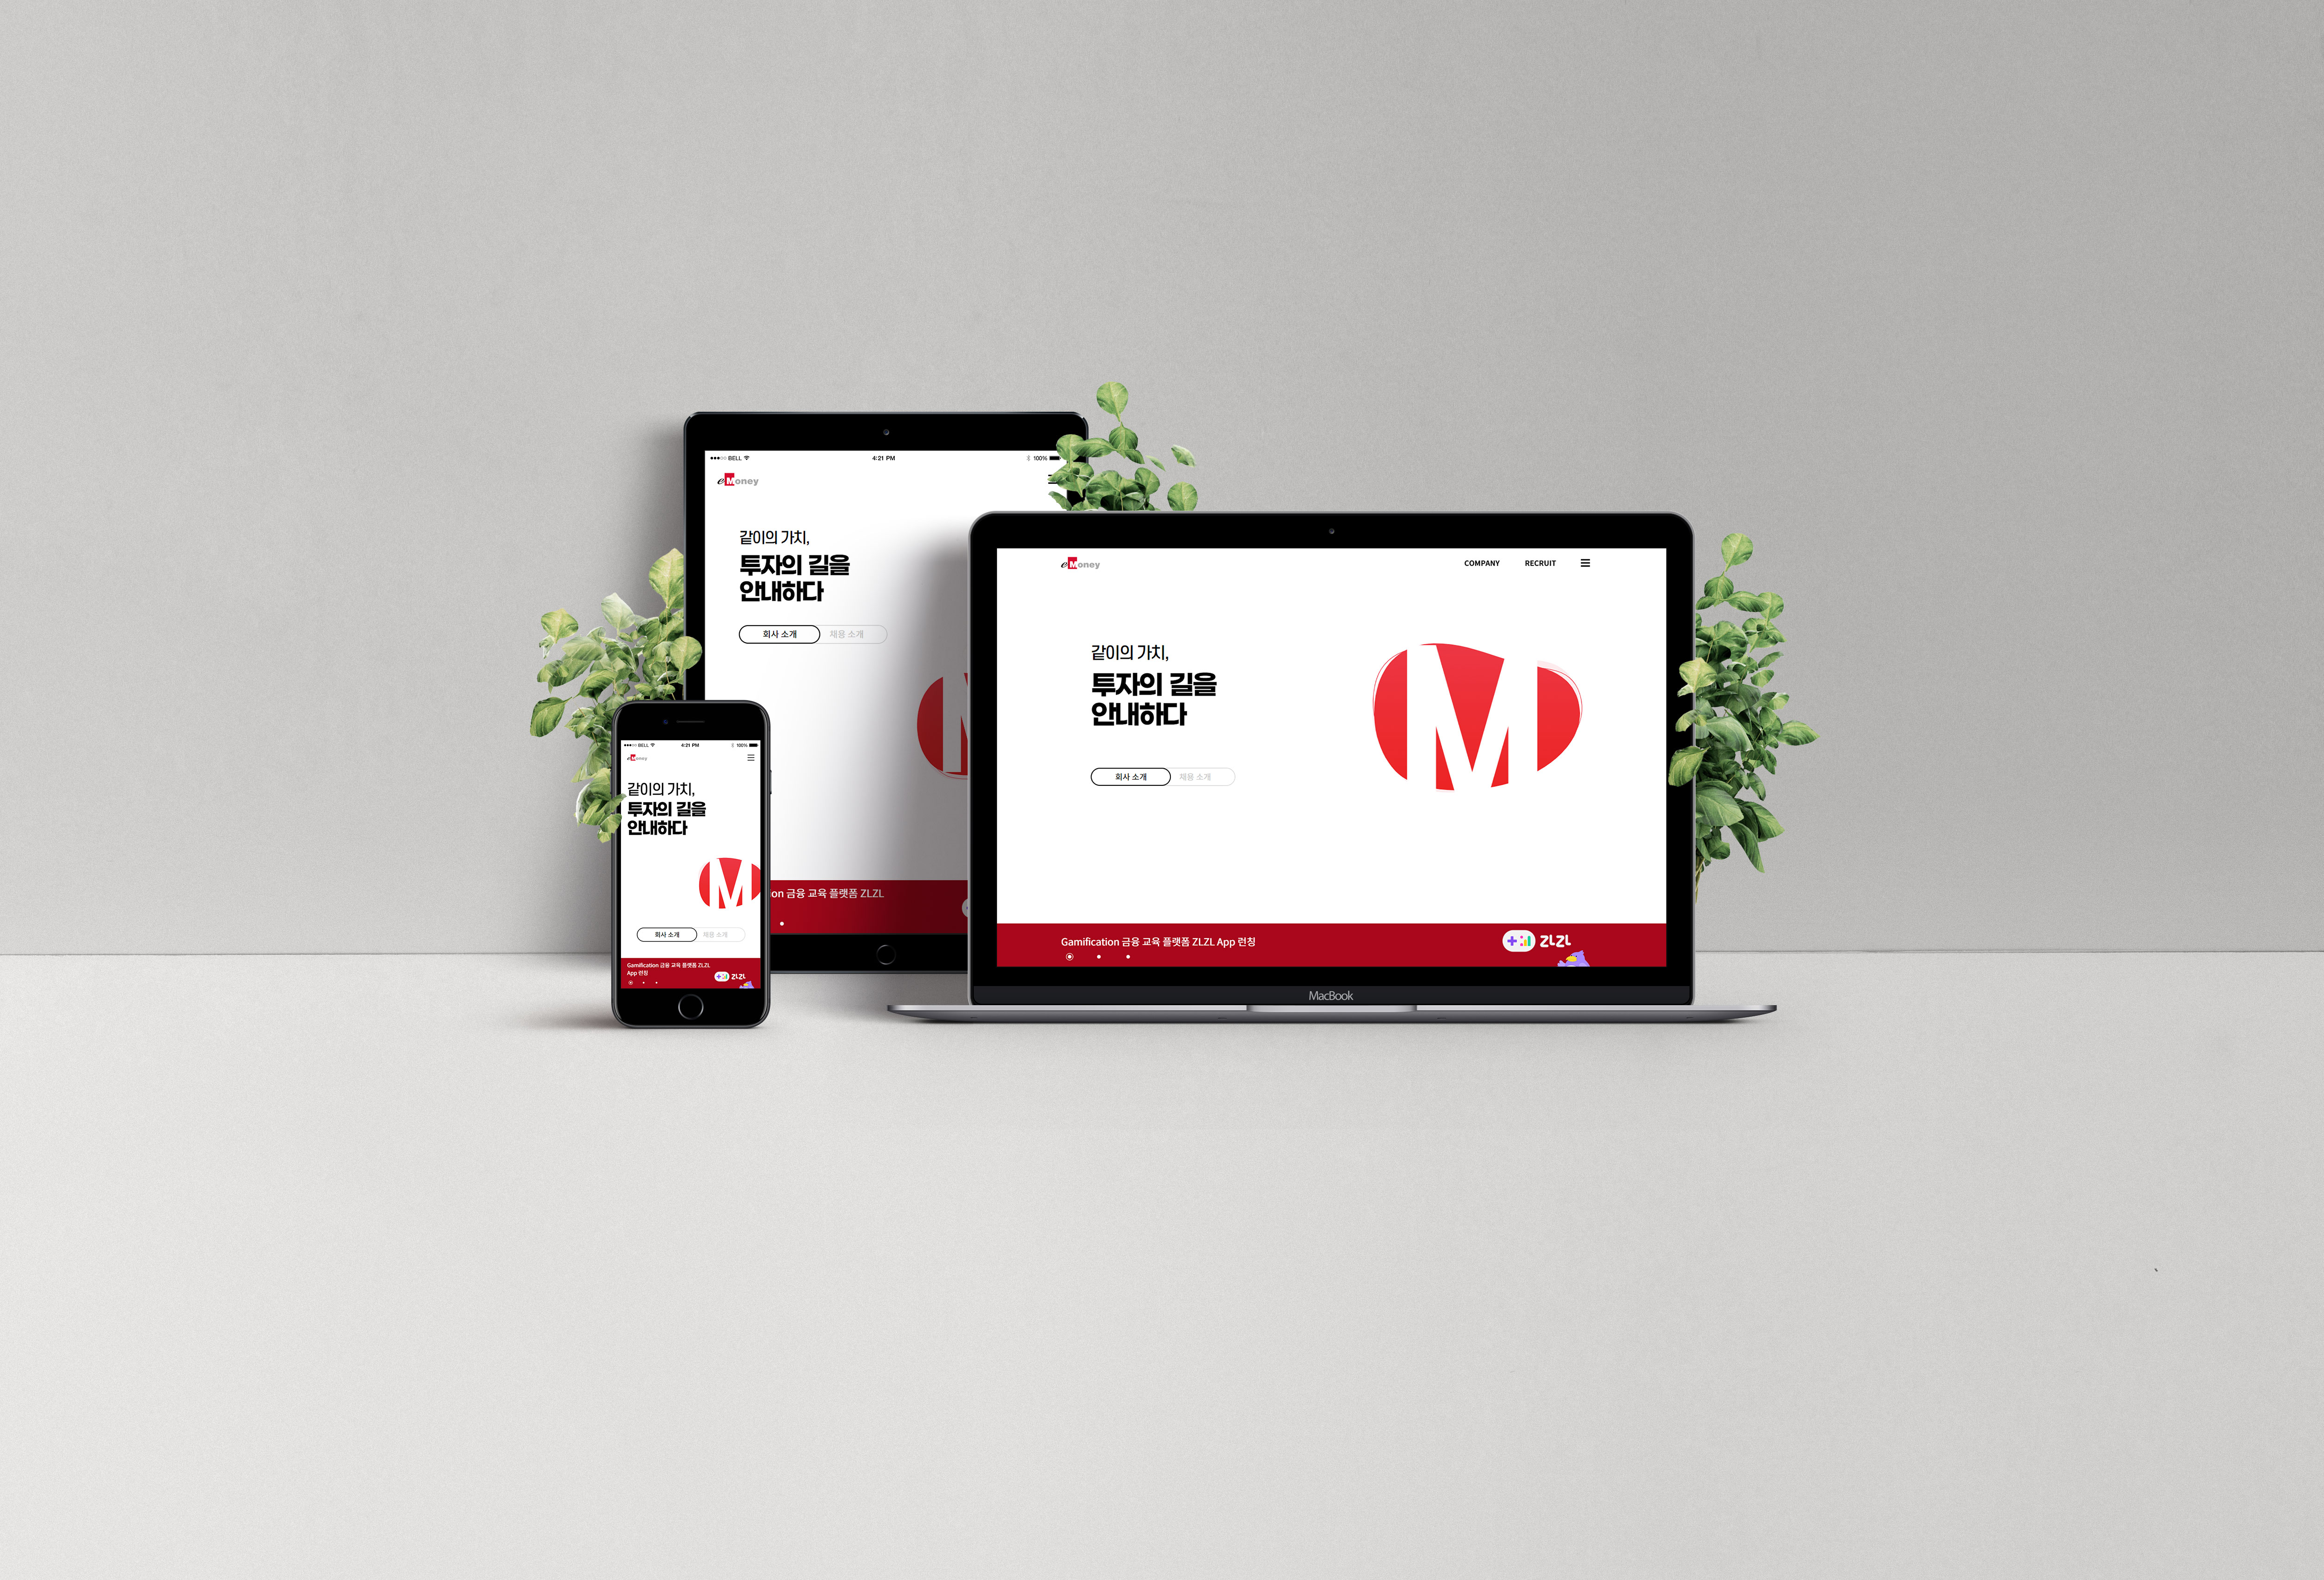 ●●●○○ BELL 4:21 PM 100%
eMoney
같이의 가치,
투자의 길을
안내하다
회사 소개 채용 소개
on 금융 교육 플랫폼 ZLZL
eMoney COMPANY RECRUIT
같이의 가치,
투자의 길을
안내하다
회사 소개 채용 소개
M
Gamification 금융 교육 플랫폼 ZLZL App 런칭
ZLZL
MacBook
●●●○○ BELL 4:21 PM 100%
eMoney
같이의 가치,
투자의 길을
안내하다
M
회사 소개 채용 소개
Gamification 금융 교육 플랫폼 ZLZL
App 런칭
ZLZL